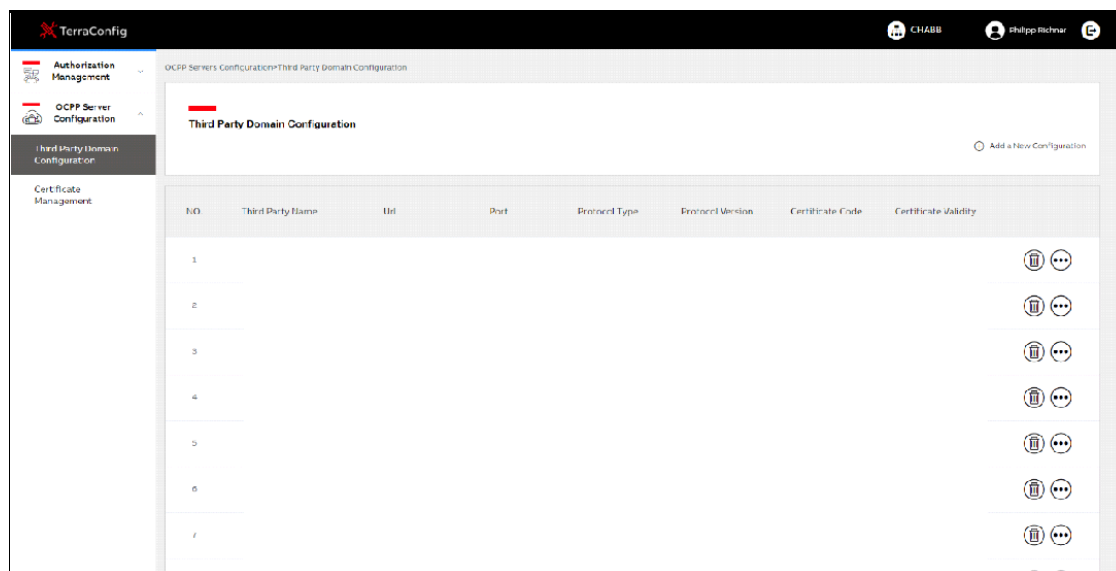 TerraConfig
CHABB
Philipp Richner
Authorization
Management
OCPP Server
Configuration
Third Party Domain
Configuration
Certificate
Management
OCPP Servers Configuration>Third Party Domain Configuration
Third Party Domain Configuration
Add a New Configuration
NO. Third Party Name Url Port Protocol Type Protocol Version Certificate Code Certificate Validity
1
2
3
4
5
6
7